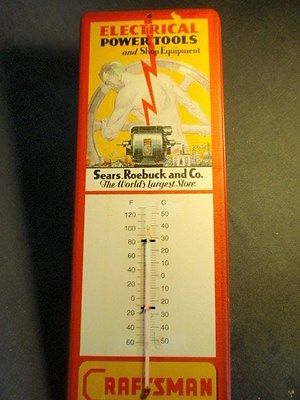 ELECTRICAL
POWER TOOLS
and Shop Equipment
Sears, Roebuck and Co.
The World's Largest Store
F C
120 50
100 40
80 30
60 20
40 10
20 0
0 10
20 20
40 30
60 50
CRAFTSMAN